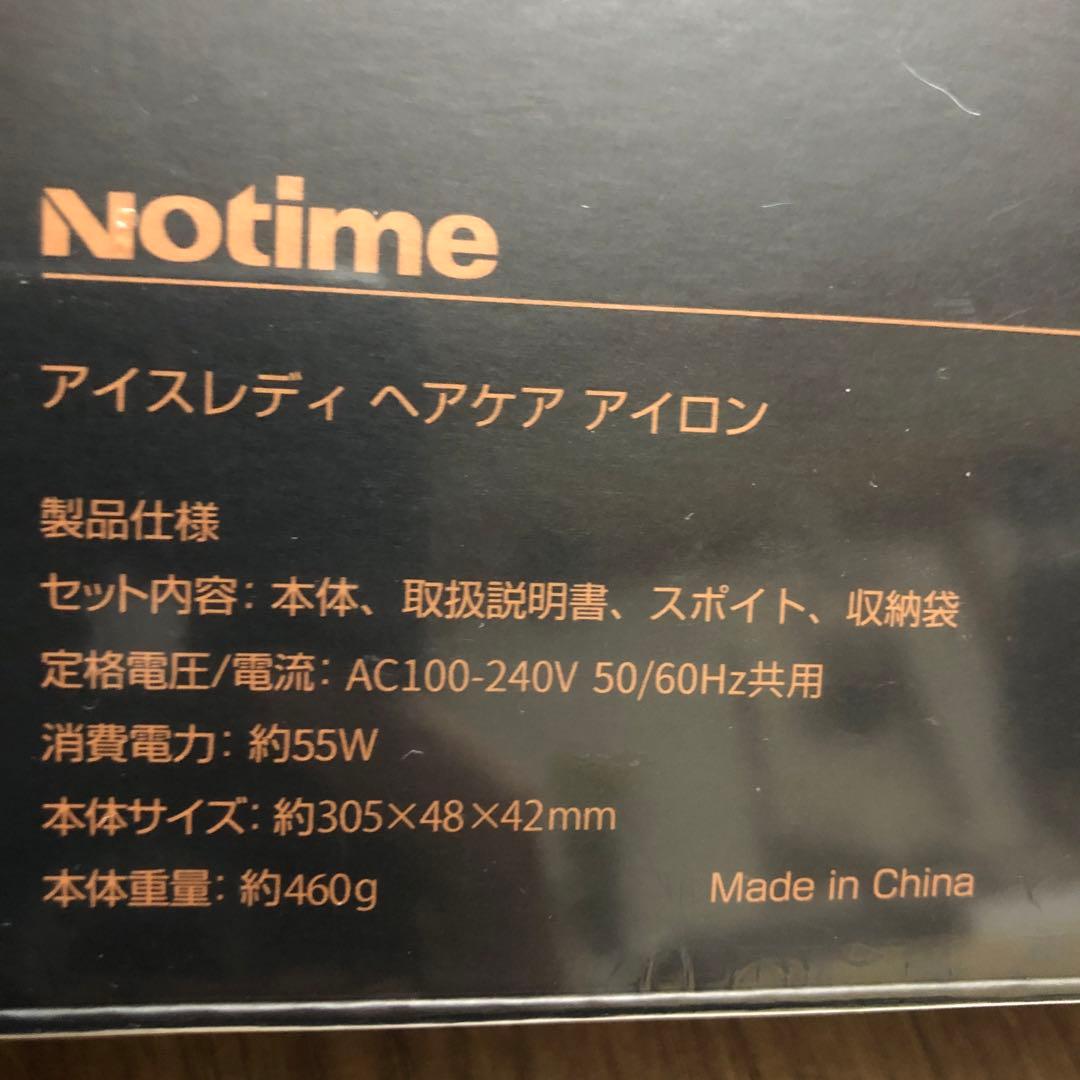 Notime
アイスレディ ヘアケア アイロン
製品仕様
セット内容: 本体、取扱説明書、スポイト、収納袋
定格電圧/電流: AC100-240V 50/60Hz共用
消費電力: 約55W
本体サイズ: 約305×48×42mm
本体重量: 約460g
Made in China